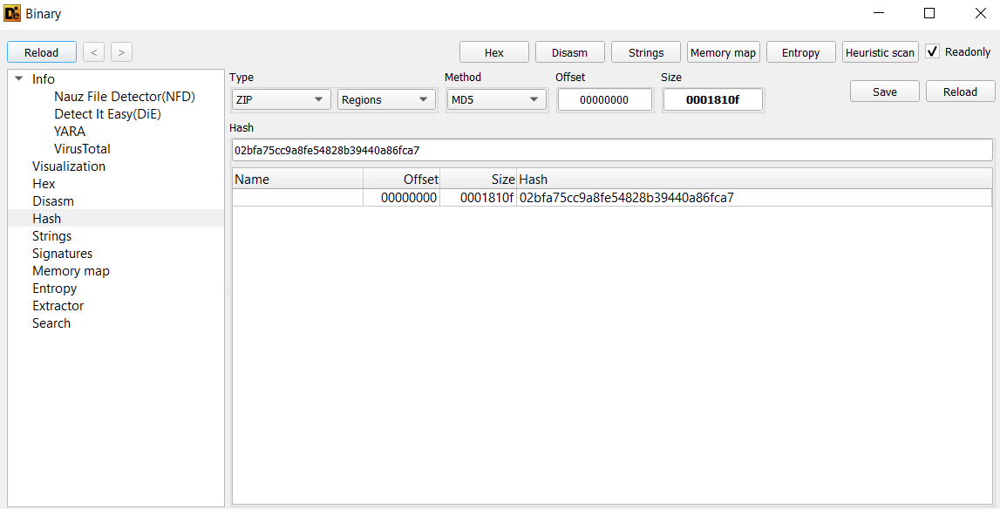 Binary
Reload < > Hex Disasm Strings Memory map Entropy Heuristic scan Readonly
Info
Nauz File Detector(NFD)
Detect It Easy(DiE)
YARA
VirusTotal
Visualization
Hex
Disasm
Hash
Strings
Signatures
Memory map
Entropy
Extractor
Search
Type Method Offset Size
ZIP Regions MD5 00000000 0001810f Save Reload
Hash
02bfa75cc9a8fe54828b39440a86fca7
Name Offset Size Hash
00000000 0001810f 02bfa75cc9a8fe54828b39440a86fca7